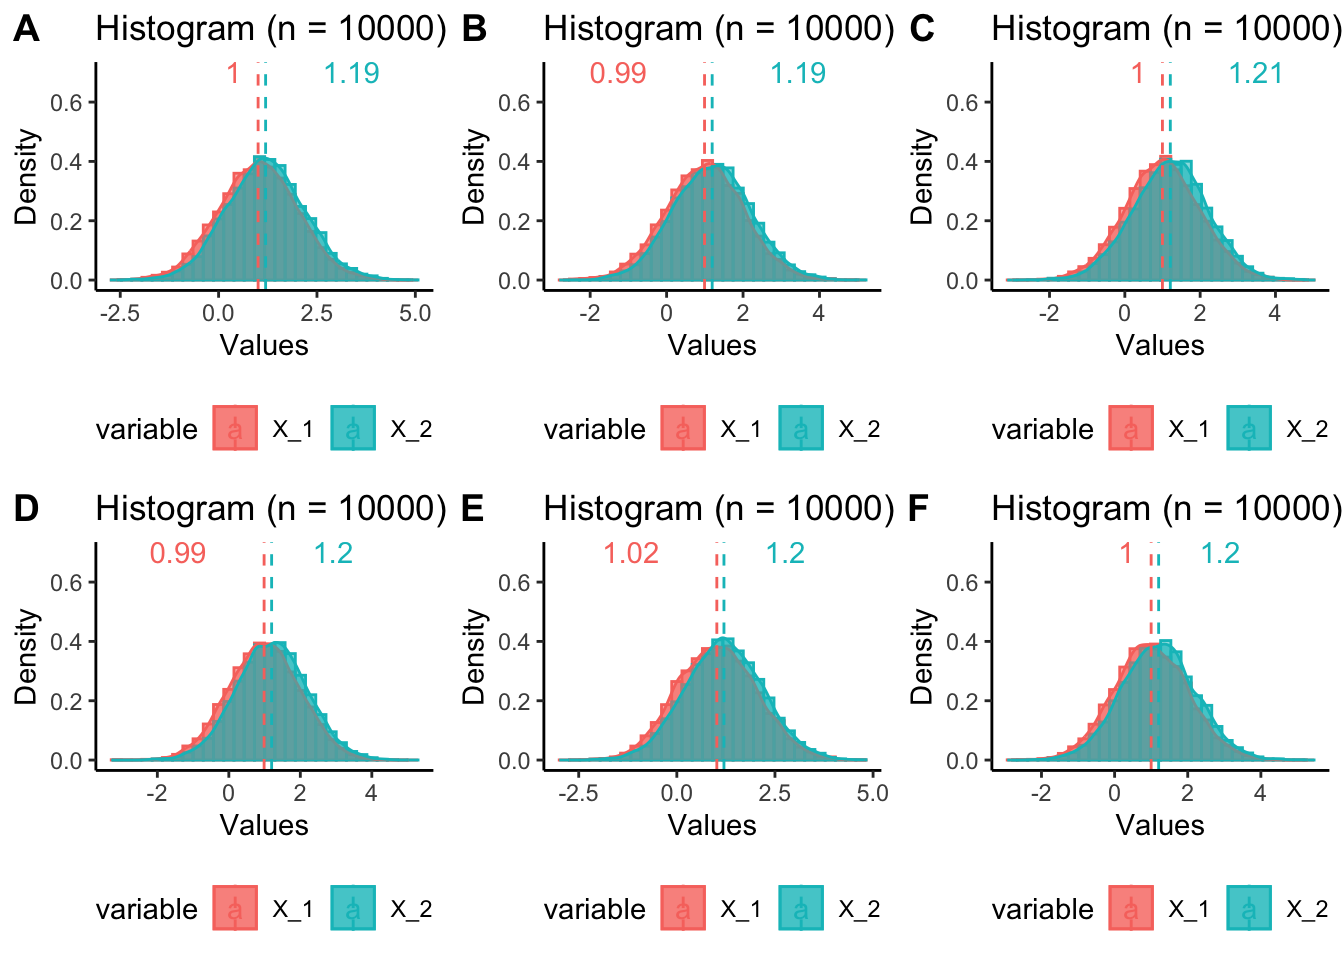 A Histogram (n = 10000)
1 1.19
0.6
0.4
0.2
0.0
Density
-2.5 0.0 2.5 5.0
Values
variable a X_1 a X_2
B Histogram (n = 10000)
0.99 1.19
0.6
0.4
0.2
0.0
Density
-2 0 2 4
Values
variable a X_1 a X_2
C Histogram (n = 10000)
1 1.21
0.6
0.4
0.2
0.0
Density
-2 0 2 4
Values
variable a X_1 a X_2
D Histogram (n = 10000)
0.99 1.2
0.6
0.4
0.2
0.0
Density
-2 0 2 4
Values
variable a X_1 a X_2
E Histogram (n = 10000)
1.02 1.2
0.6
0.4
0.2
0.0
Density
-2.5 0.0 2.5 5.0
Values
variable a X_1 a X_2
F Histogram (n = 10000)
1 1.2
0.6
0.4
0.2
0.0
Density
-2 0 2 4
Values
variable a X_1 a X_2